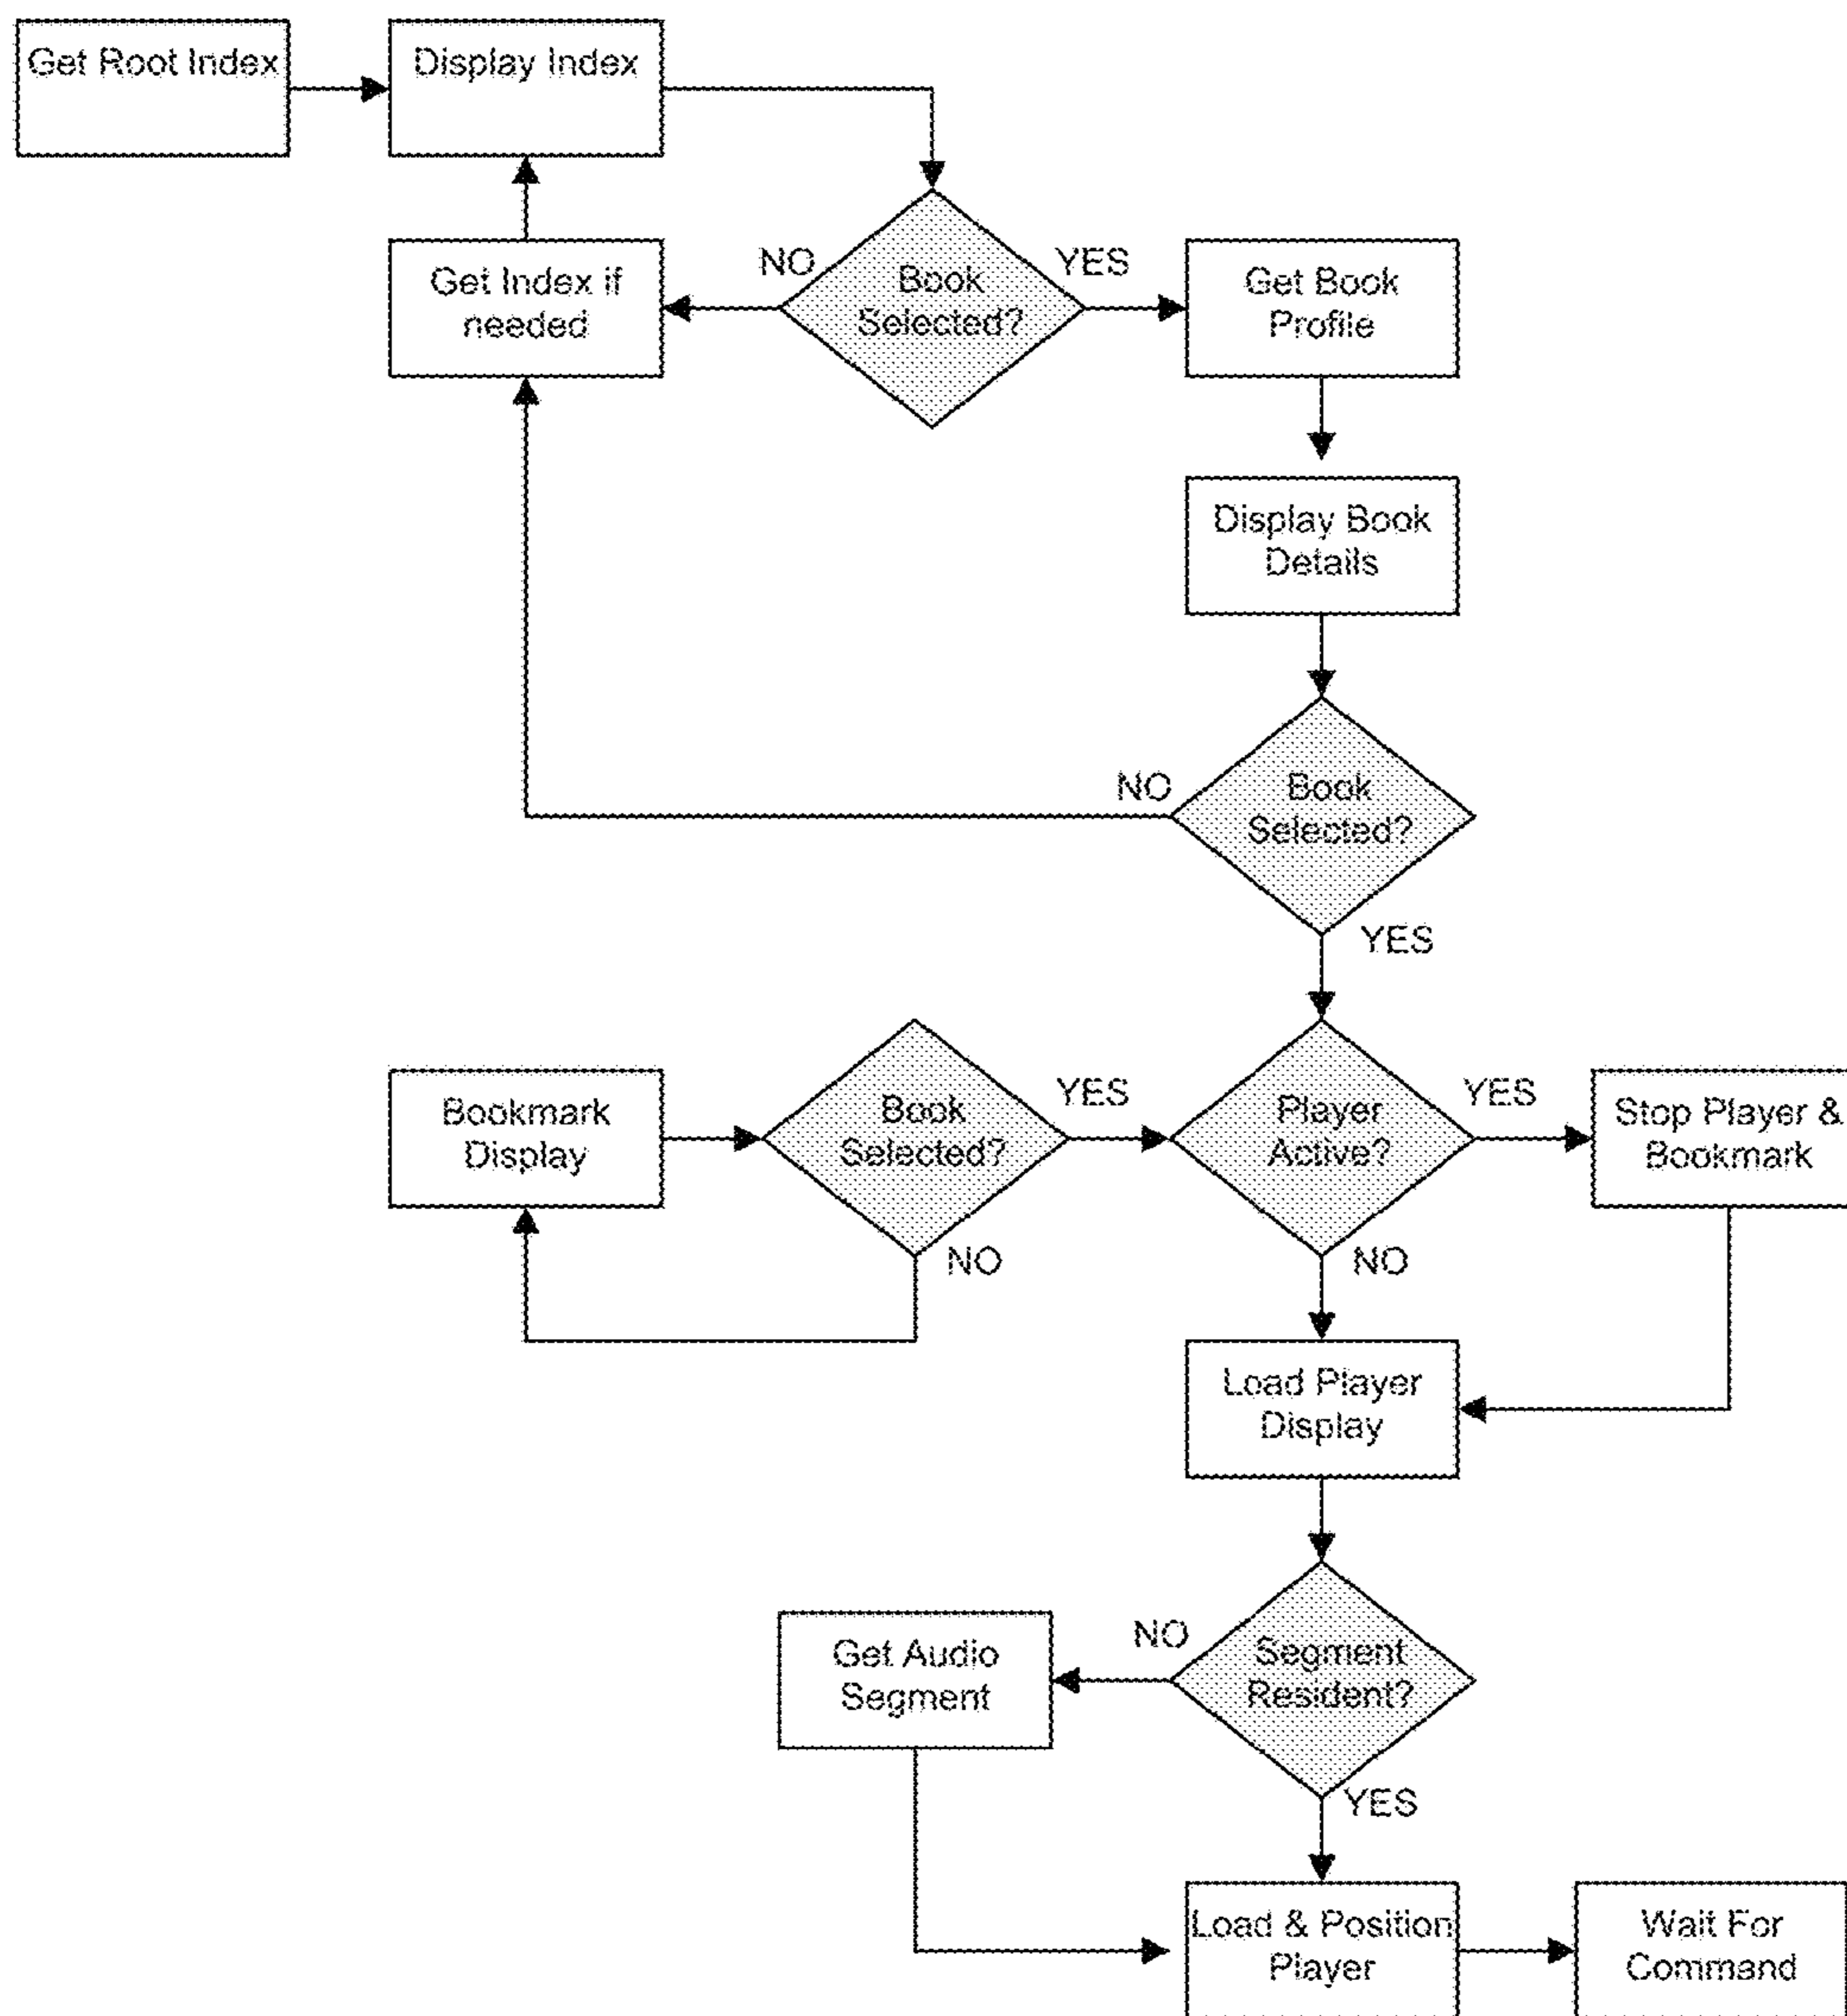 Get Root Index
Display Index
Get Index if
needed
NO
Book
Selected?
YES
Get Book
Profile
Display Book
Details
NO
Book
Selected?
YES
Bookmark
Display
Book
Selected?
YES
NO
Player
Active?
YES
NO
Stop Player &
Bookmark
Load Player
Display
Get Audio
Segment
NO
Segment
Resident?
YES
Load & Position
Player
Wait For
Command